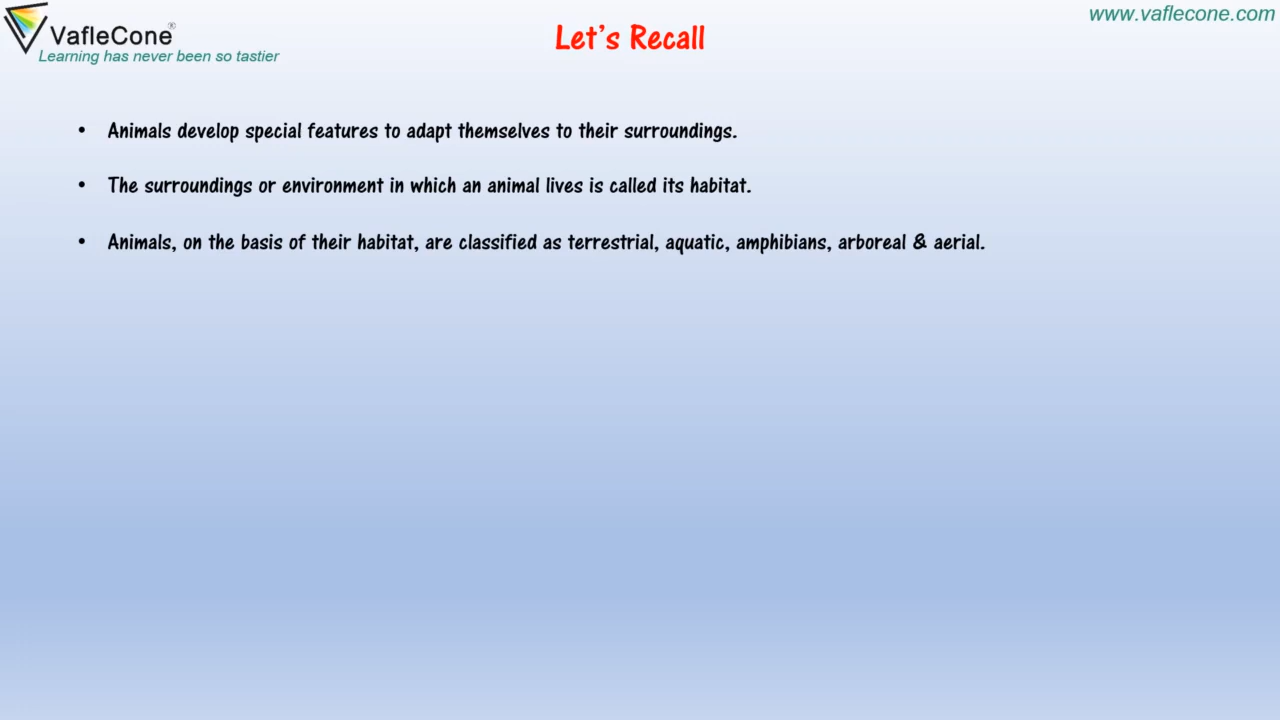 VafleCone®
Learning has never been so tastier
www.vaflecone.com
Let's Recall
• Animals develop special features to adapt themselves to their surroundings.
• The surroundings or environment in which an animal lives is called its habitat.
• Animals, on the basis of their habitat, are classified as terrestrial, aquatic, amphibians, arboreal & aerial.